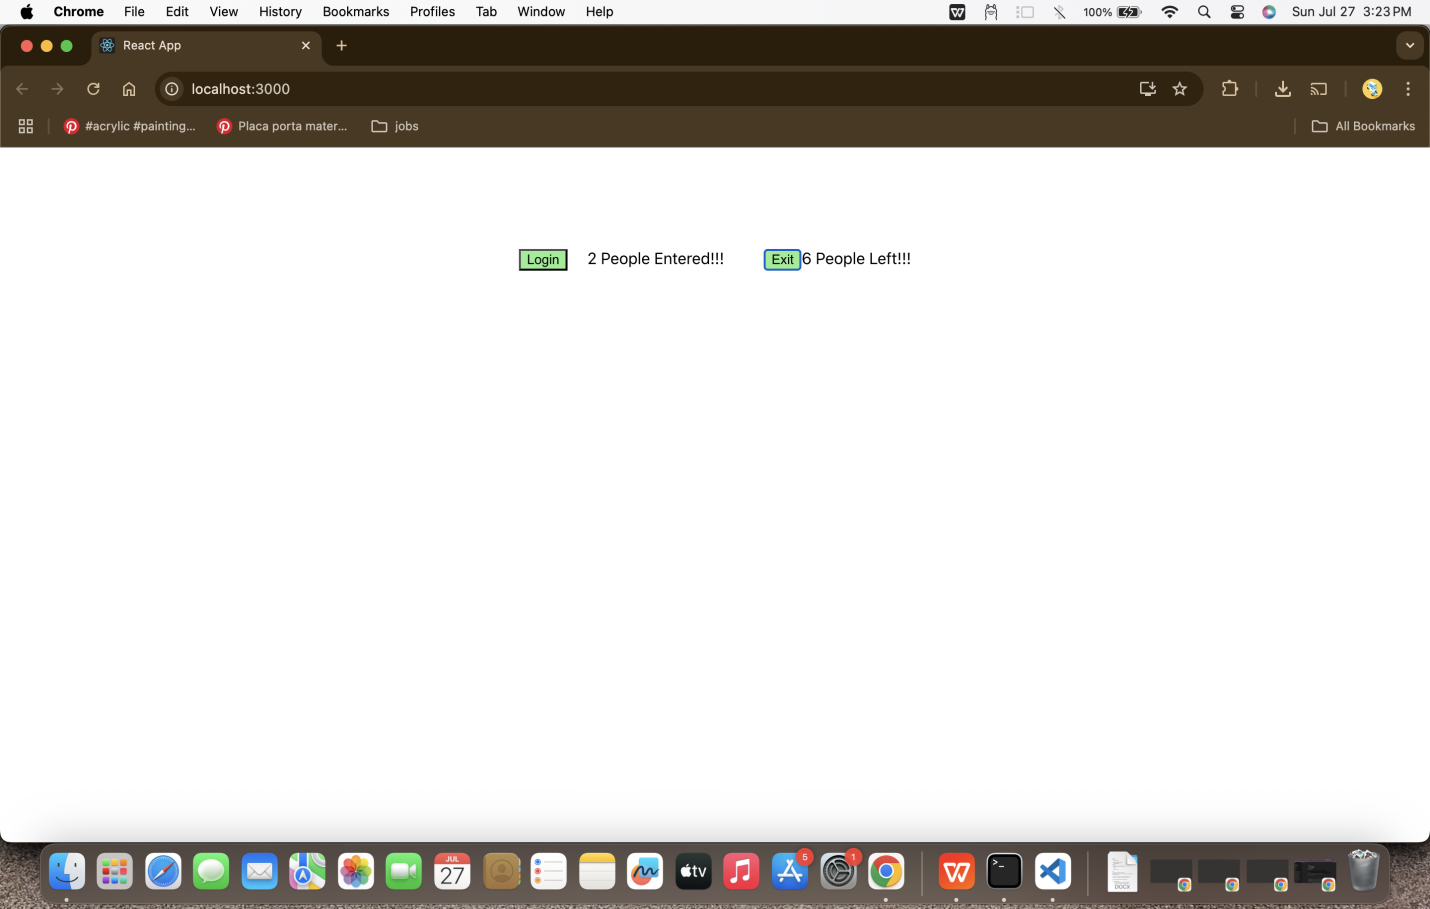 Chrome File Edit View History Bookmarks Profiles Tab Window Help 100% Sun Jul 27 3:23 PM
React App
localhost:3000
#acrylic #painting... Placa porta mater... jobs All Bookmarks
Login 2 People Entered!!! Exit 6 People Left!!!
JUL
27
tv
5
1
>_
DOCX